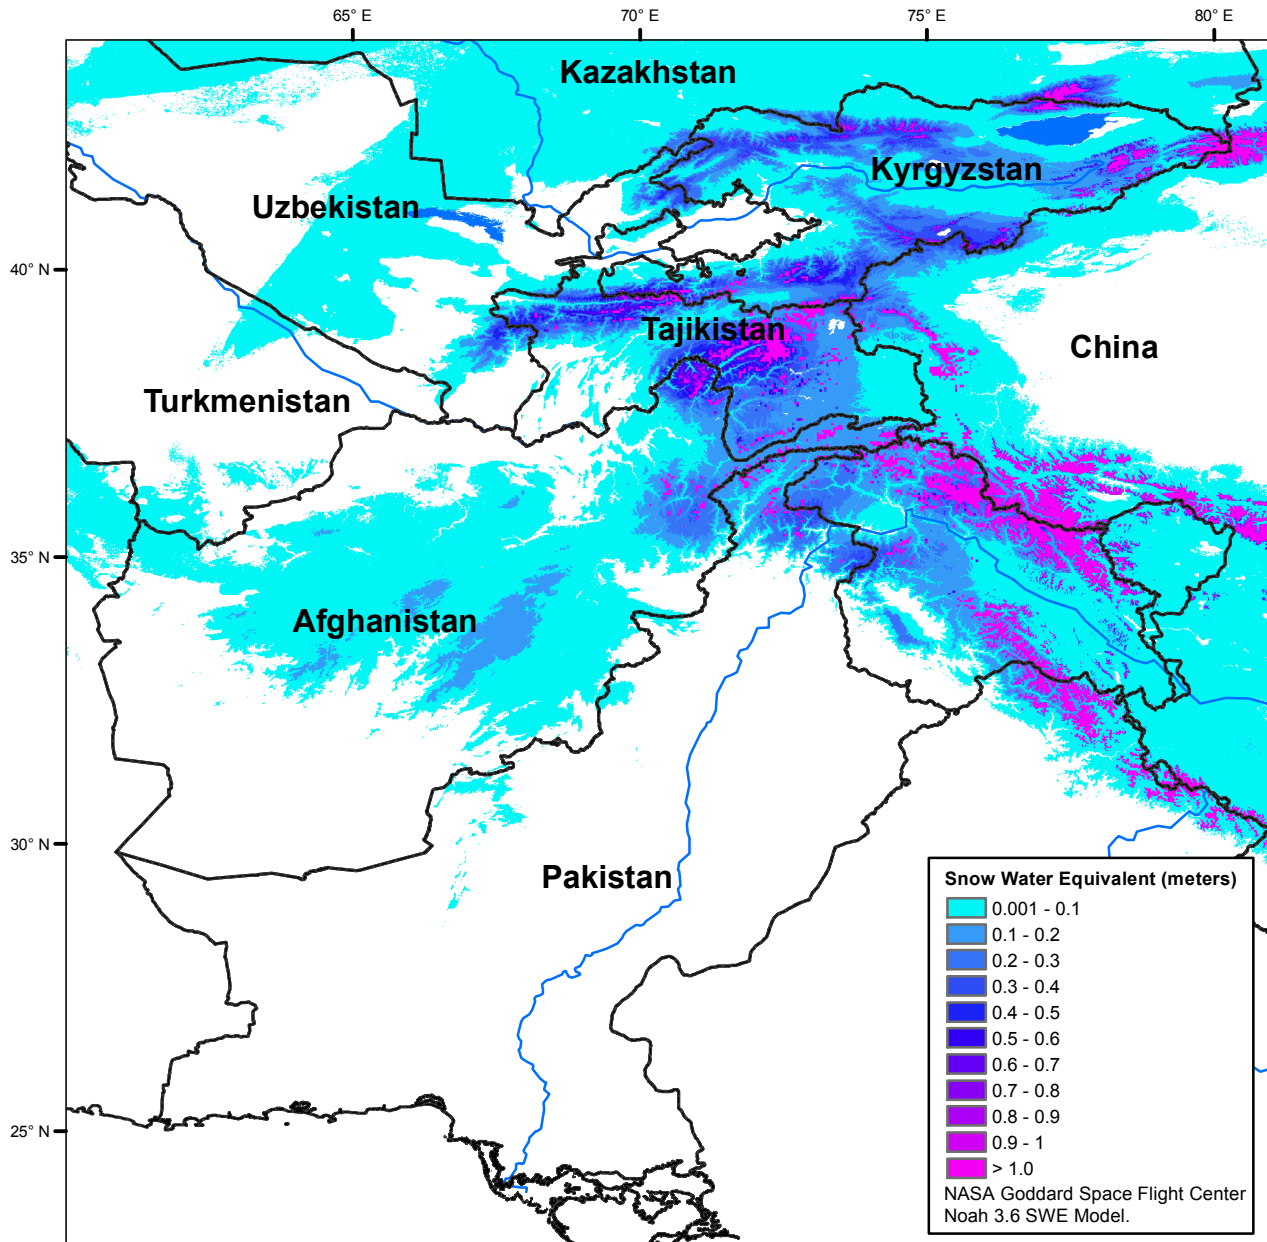 65° E
70° E
75° E
80° E
Kazakhstan
Kyrgyzstan
Uzbekistan
40° N
Tajikistan
China
Turkmenistan
35° N
Afghanistan
30° N
Pakistan
25° N
Snow Water Equivalent (meters)
0.001 - 0.1
0.1 - 0.2
0.2 - 0.3
0.3 - 0.4
0.4 - 0.5
0.5 - 0.6
0.6 - 0.7
0.7 - 0.8
0.8 - 0.9
0.9 - 1
> 1.0
NASA Goddard Space Flight Center
Noah 3.6 SWE Model.